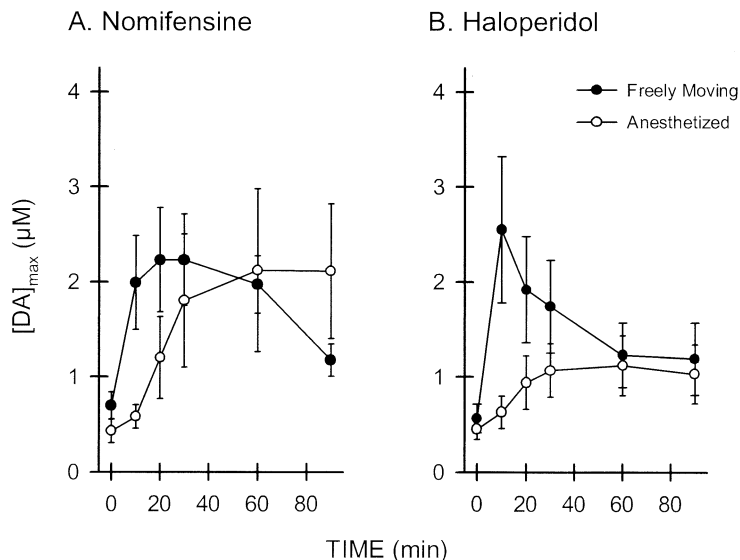 A. Nomifensine
B. Haloperidol
Freely Moving
Anesthetized
[DA]max (μM)
4
3
2
1
0
0 20 40 60 80
4
3
2
1
0
0 20 40 60 80
TIME (min)